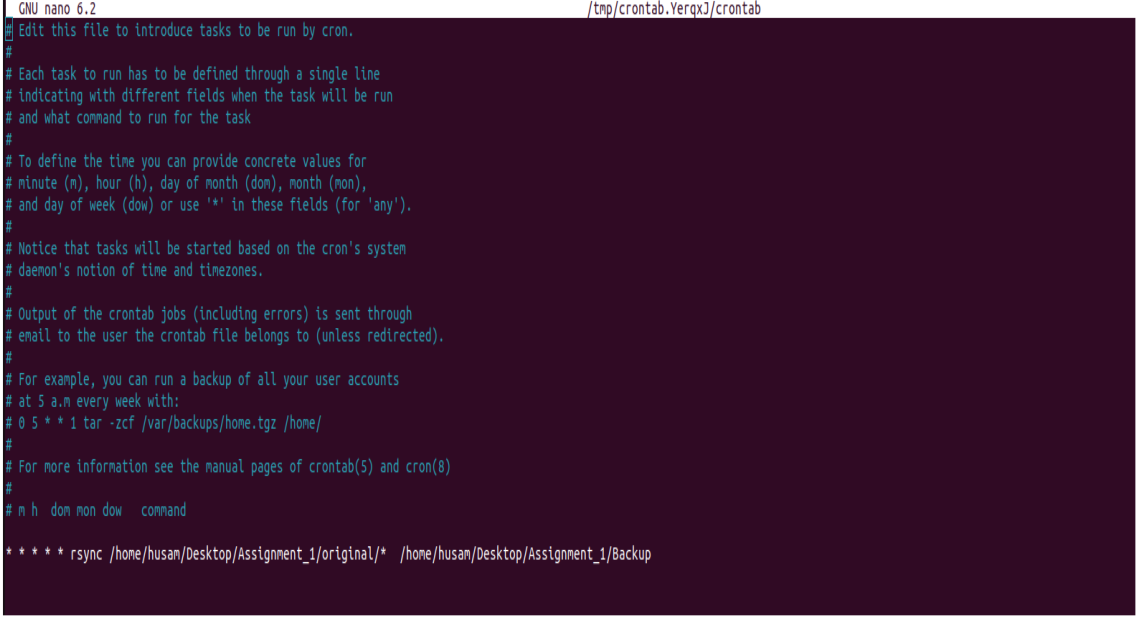 GNU nano 6.2 /tmp/crontab.YerqxJ/crontab
# Edit this file to introduce tasks to be run by cron.
#
# Each task to run has to be defined through a single line
# indicating with different fields when the task will be run
# and what command to run for the task
#
# To define the time you can provide concrete values for
# minute (m), hour (h), day of month (dom), month (mon),
# and day of week (dow) or use '*' in these fields (for 'any').
#
# Notice that tasks will be started based on the cron's system
# daemon's notion of time and timezones.
#
# Output of the crontab jobs (including errors) is sent through
# email to the user the crontab file belongs to (unless redirected).
#
# For example, you can run a backup of all your user accounts
# at 5 a.m every week with:
# 0 5 * * 1 tar -zcf /var/backups/home.tgz /home/
#
# For more information see the manual pages of crontab(5) and cron(8)
#
# m h  dom mon dow   command
* * * * * rsync /home/husam/Desktop/Assignment_1/original/*  /home/husam/Desktop/Assignment_1/Backup